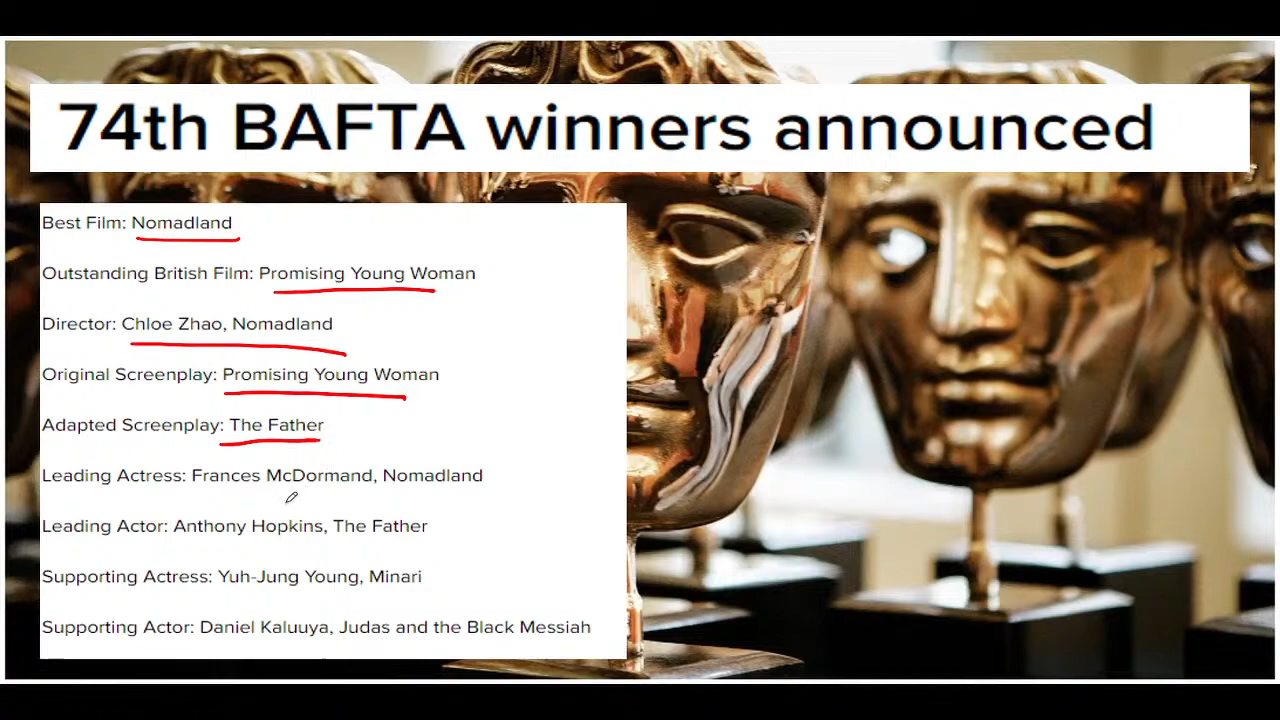 74th BAFTA winners announced
Best Film: Nomadland
Outstanding British Film: Promising Young Woman
Director: Chloe Zhao, Nomadland
Original Screenplay: Promising Young Woman
Adapted Screenplay: The Father
Leading Actress: Frances McDormand, Nomadland
Leading Actor: Anthony Hopkins, The Father
Supporting Actress: Yuh-Jung Young, Minari
Supporting Actor: Daniel Kaluuya, Judas and the Black Messiah